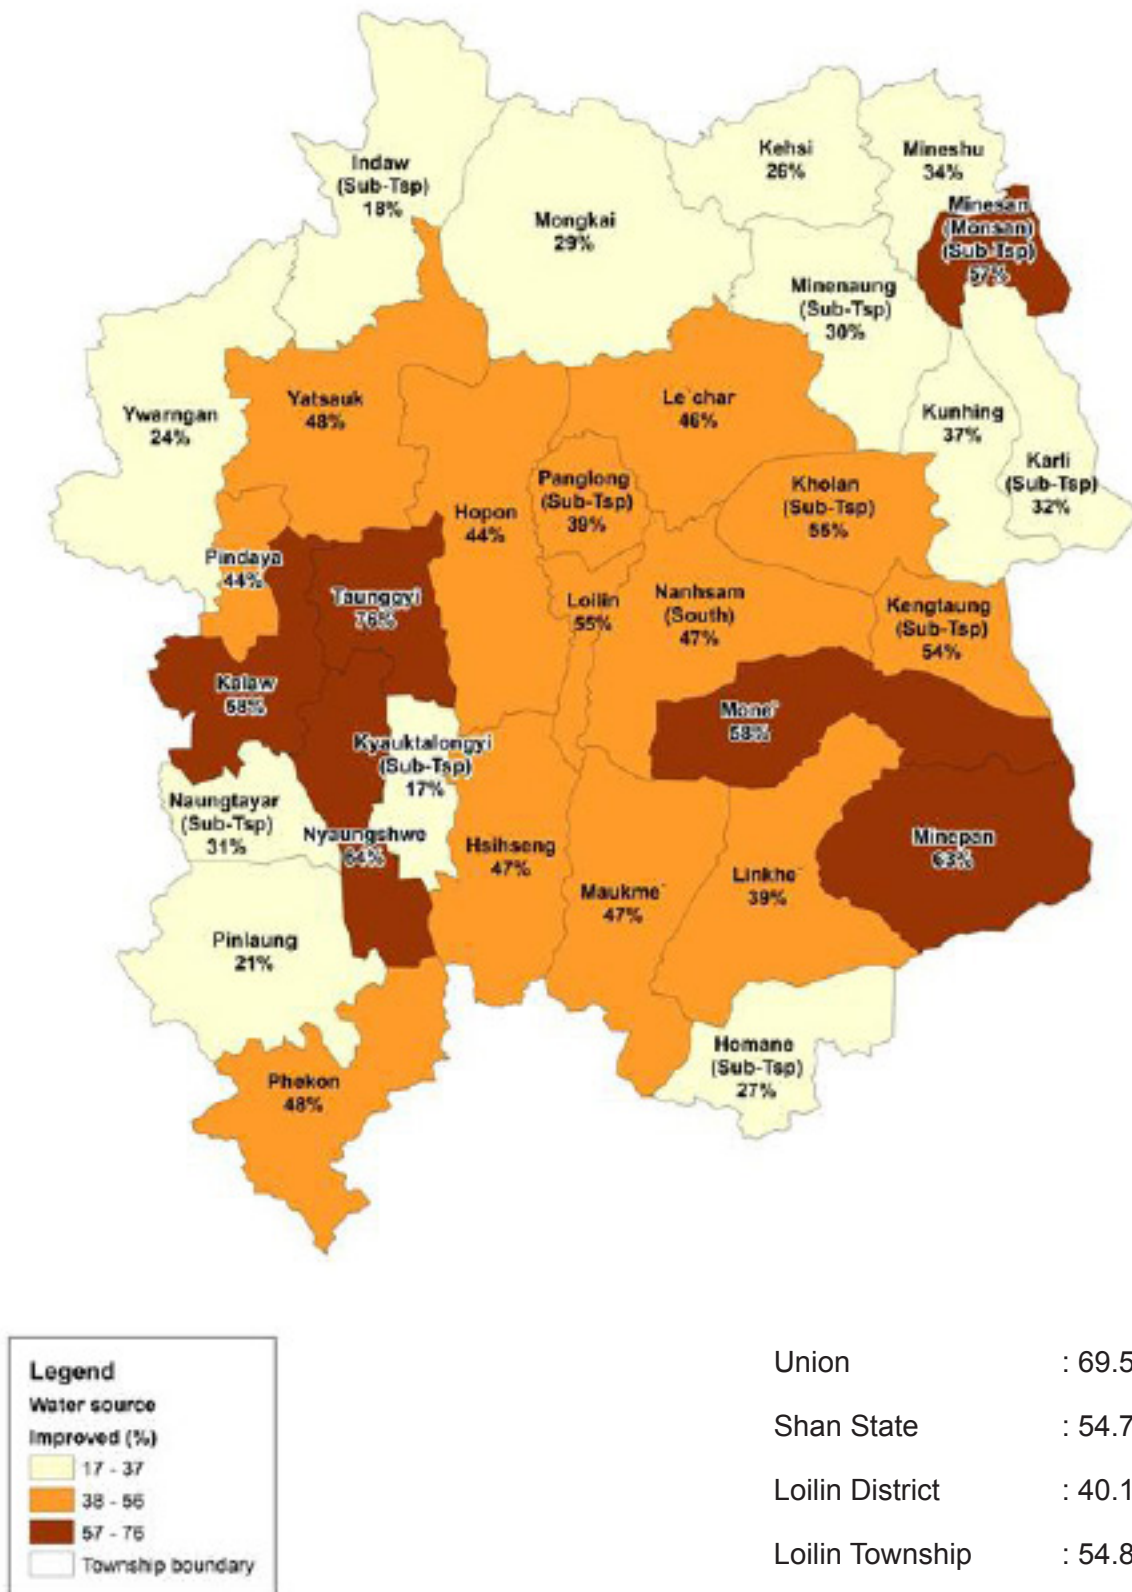 Indaw
(Sub-Tsp)
18%
Mongkai
29%
Kehsi
26%
Mineshu
34%
Minesan
(Monsan)
(Sub-Tsp)
57%
Minenaung
(Sub-Tsp)
30%
Ywarngan
24%
Yatsauk
48%
Le`char
46%
Kunhing
37%
Karli
(Sub-Tsp)
32%
Panglong
(Sub-Tsp)
39%
Kholan
(Sub-Tsp)
55%
Hopon
44%
Pindaya
44%
Taunggyi
76%
Loilin
55%
Nanhsam
(South)
47%
Kengtaung
(Sub-Tsp)
54%
Kalaw
58%
Mone`
58%
Kyauktalongyi
(Sub-Tsp)
17%
Naungtayar
(Sub-Tsp)
31%
Nyaungshwe
64%
Hsihseng
47%
Minepan
63%
Linkhe`
39%
Maukme`
47%
Pinlaung
21%
Homane
(Sub-Tsp)
27%
Phekon
48%
Legend
Water source
Improved (%)
17 - 37
38 - 56
57 - 76
Township boundary
Union : 69.5
Shan State : 54.7
Loilin District : 40.1
Loilin Township : 54.8